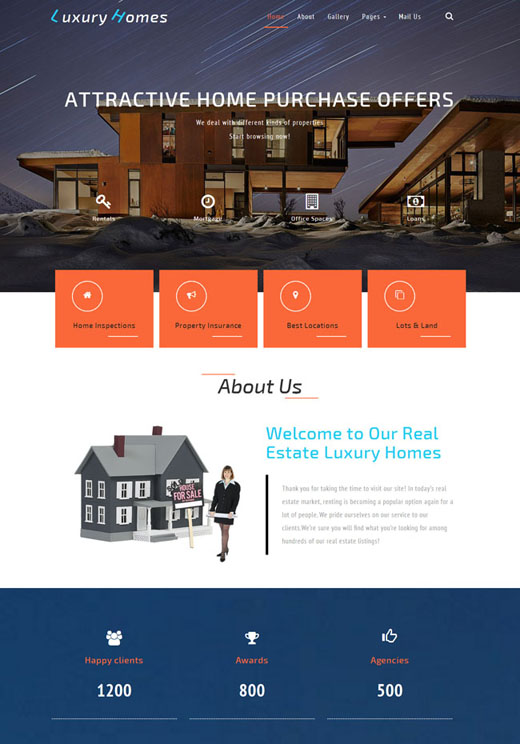 Luxury Homes
Home About Gallery Pages Mail Us
ATTRACTIVE HOME PURCHASE OFFERS
We deal with different kinds of properties
Start browsing now!
Rentals Mortgage Office Spaces Loans
Home Inspections Property Insurance Best Locations Lots & Land
About Us
HOUSE
FOR SALE
Welcome to Our Real
Estate Luxury Homes
Thank you for taking the time to visit our site! In today's real
estate market, renting is becoming a popular option again for a
lot of people. We pride ourselves on our service to our
clients.We're sure you will find what you're looking for among
hundreds of our real estate listings!
Happy clients Awards Agencies
1200 800 500